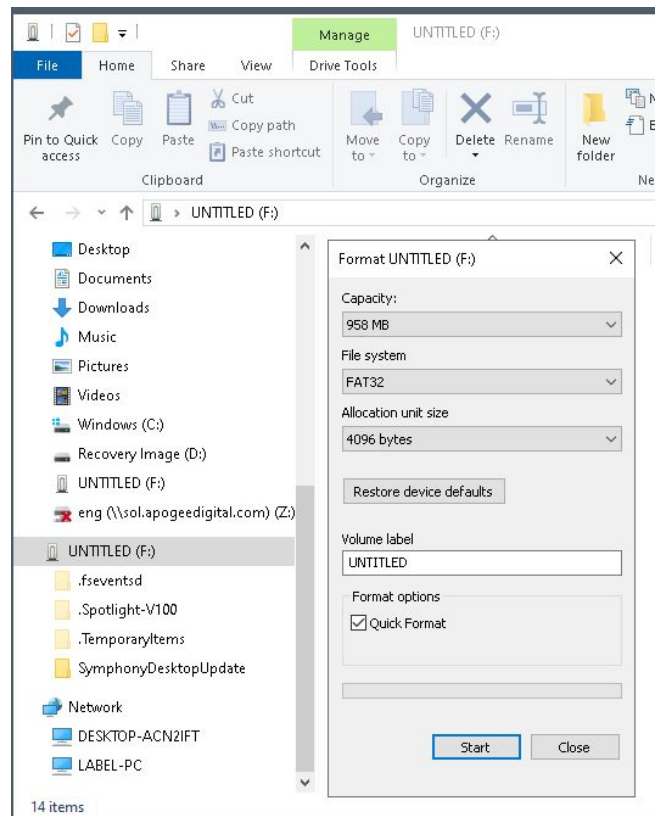 Manage
UNTITLED (F:)
File
Home
Share
View
Drive Tools
Pin to Quick access
Copy
Paste
Cut
Copy path
Paste shortcut
Clipboard
Move to
Copy to
Delete
Rename
Organize
New folder
Ne
UNTITLED (F:)
Desktop
Documents
Downloads
Music
Pictures
Videos
Windows (C:)
Recovery Image (D:)
UNTITLED (F:)
eng (\\sol.apogeedigital.com) (Z:)
UNTITLED (F:)
.fseventsd
.Spotlight-V100
.TemporaryItems
SymphonyDesktopUpdate
Network
DESKTOP-ACN2IFT
LABEL-PC
14 items
Format UNTITLED (F:)
Capacity:
958 MB
File system
FAT32
Allocation unit size
4096 bytes
Restore device defaults
Volume label
UNTITLED
Format options
Quick Format
Start
Close